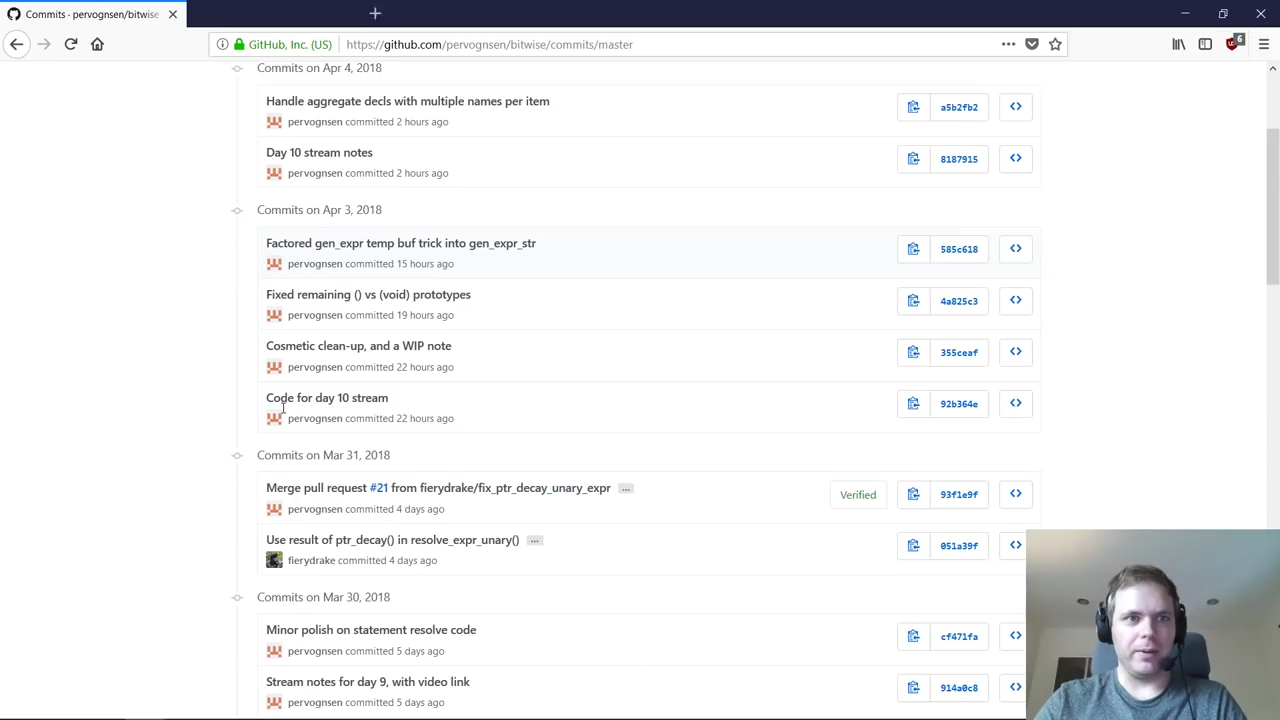 Commits - pervognsen/bitwise
GitHub, Inc. (US) https://github.com/pervognsen/bitwise/commits/master
6
Commits on Apr 4, 2018
Handle aggregate decls with multiple names per item
a5b2fb2
pervognsen committed 2 hours ago
Day 10 stream notes
8187915
pervognsen committed 2 hours ago
Commits on Apr 3, 2018
Factored gen_expr temp buf trick into gen_expr_str
585c618
pervognsen committed 15 hours ago
Fixed remaining () vs (void) prototypes
4a825c3
pervognsen committed 19 hours ago
Cosmetic clean-up, and a WIP note
355ceaf
pervognsen committed 22 hours ago
Code for day 10 stream
92b364e
pervognsen committed 22 hours ago
Commits on Mar 31, 2018
Merge pull request #21 from fierydrake/fix_ptr_decay_unary_expr …
Verified 93f1e9f
pervognsen committed 4 days ago
Use result of ptr_decay() in resolve_expr_unary() …
051a39f
fierydrake committed 4 days ago
Commits on Mar 30, 2018
Minor polish on statement resolve code
cf471fa
pervognsen committed 5 days ago
Stream notes for day 9, with video link
914a0c8
pervognsen committed 5 days ago